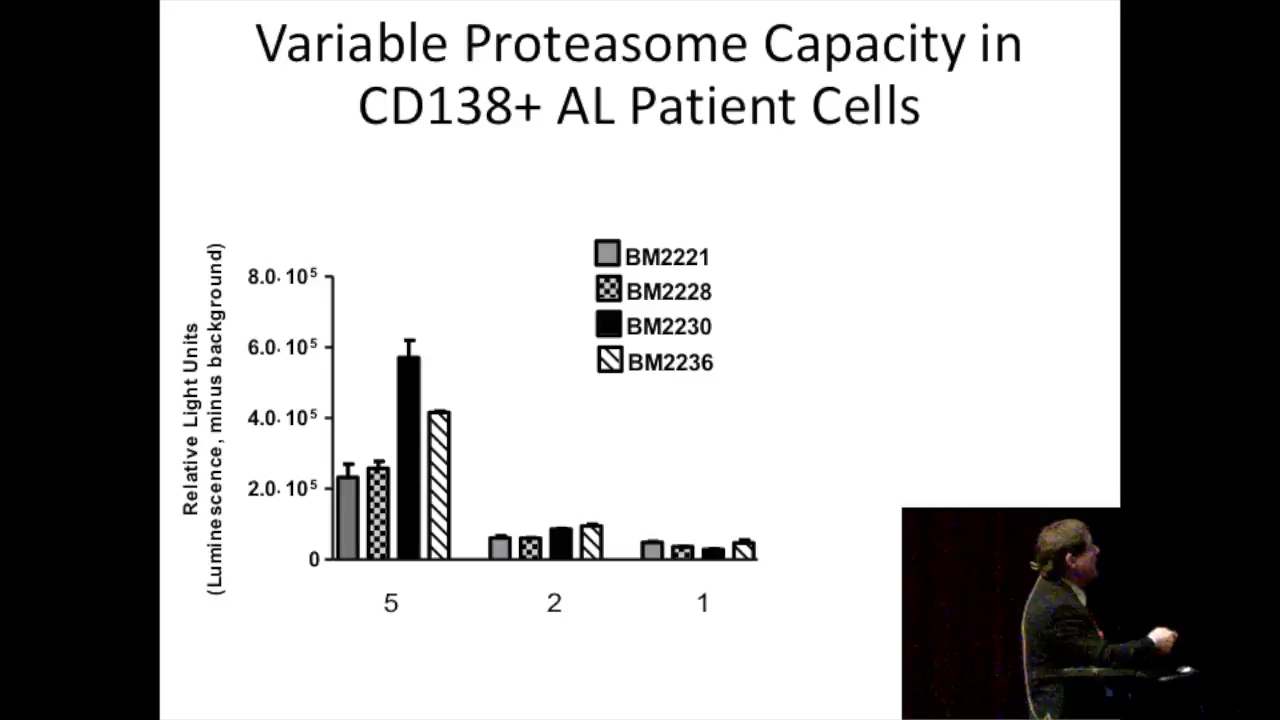 Variable Proteasome Capacity in
CD138+ AL Patient Cells
Relative Light Units
(Luminescence, minus background)
8.0·10⁵
6.0·10⁵
4.0·10⁵
2.0·10⁵
0
BM2221
BM2228
BM2230
BM2236
5 2 1